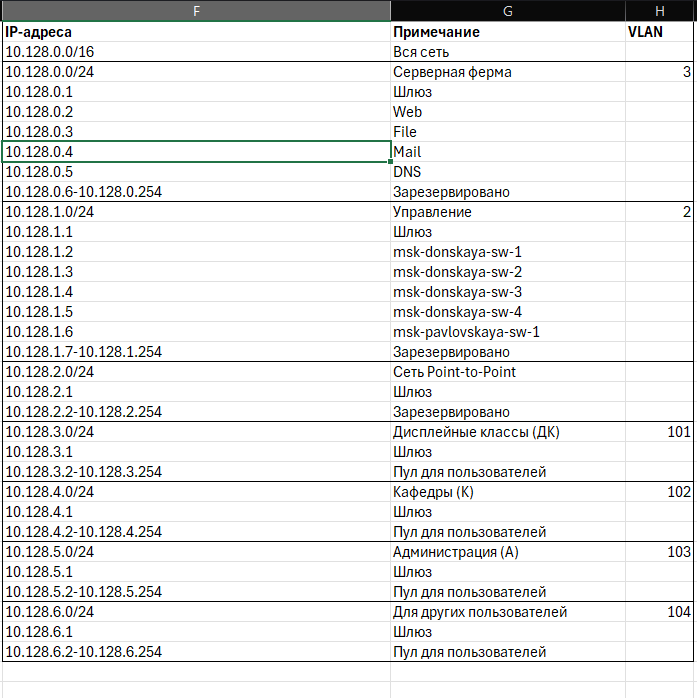 F G H
IP-адреса Примечание VLAN
10.128.0.0/16 Вся сеть
10.128.0.0/24 Серверная ферма 3
10.128.0.1 Шлюз
10.128.0.2 Web
10.128.0.3 File
10.128.0.4 Mail
10.128.0.5 DNS
10.128.0.6-10.128.0.254 Зарезервировано
10.128.1.0/24 Управление 2
10.128.1.1 Шлюз
10.128.1.2 msk-donskaya-sw-1
10.128.1.3 msk-donskaya-sw-2
10.128.1.4 msk-donskaya-sw-3
10.128.1.5 msk-donskaya-sw-4
10.128.1.6 msk-pavlovskaya-sw-1
10.128.1.7-10.128.1.254 Зарезервировано
10.128.2.0/24 Сеть Point-to-Point
10.128.2.1 Шлюз
10.128.2.2-10.128.2.254 Зарезервировано
10.128.3.0/24 Дисплейные классы (ДК) 101
10.128.3.1 Шлюз
10.128.3.2-10.128.3.254 Пул для пользователей
10.128.4.0/24 Кафедры (К) 102
10.128.4.1 Шлюз
10.128.4.2-10.128.4.254 Пул для пользователей
10.128.5.0/24 Администрация (А) 103
10.128.5.1 Шлюз
10.128.5.2-10.128.5.254 Пул для пользователей
10.128.6.0/24 Для других пользователей 104
10.128.6.1 Шлюз
10.128.6.2-10.128.6.254 Пул для пользователей